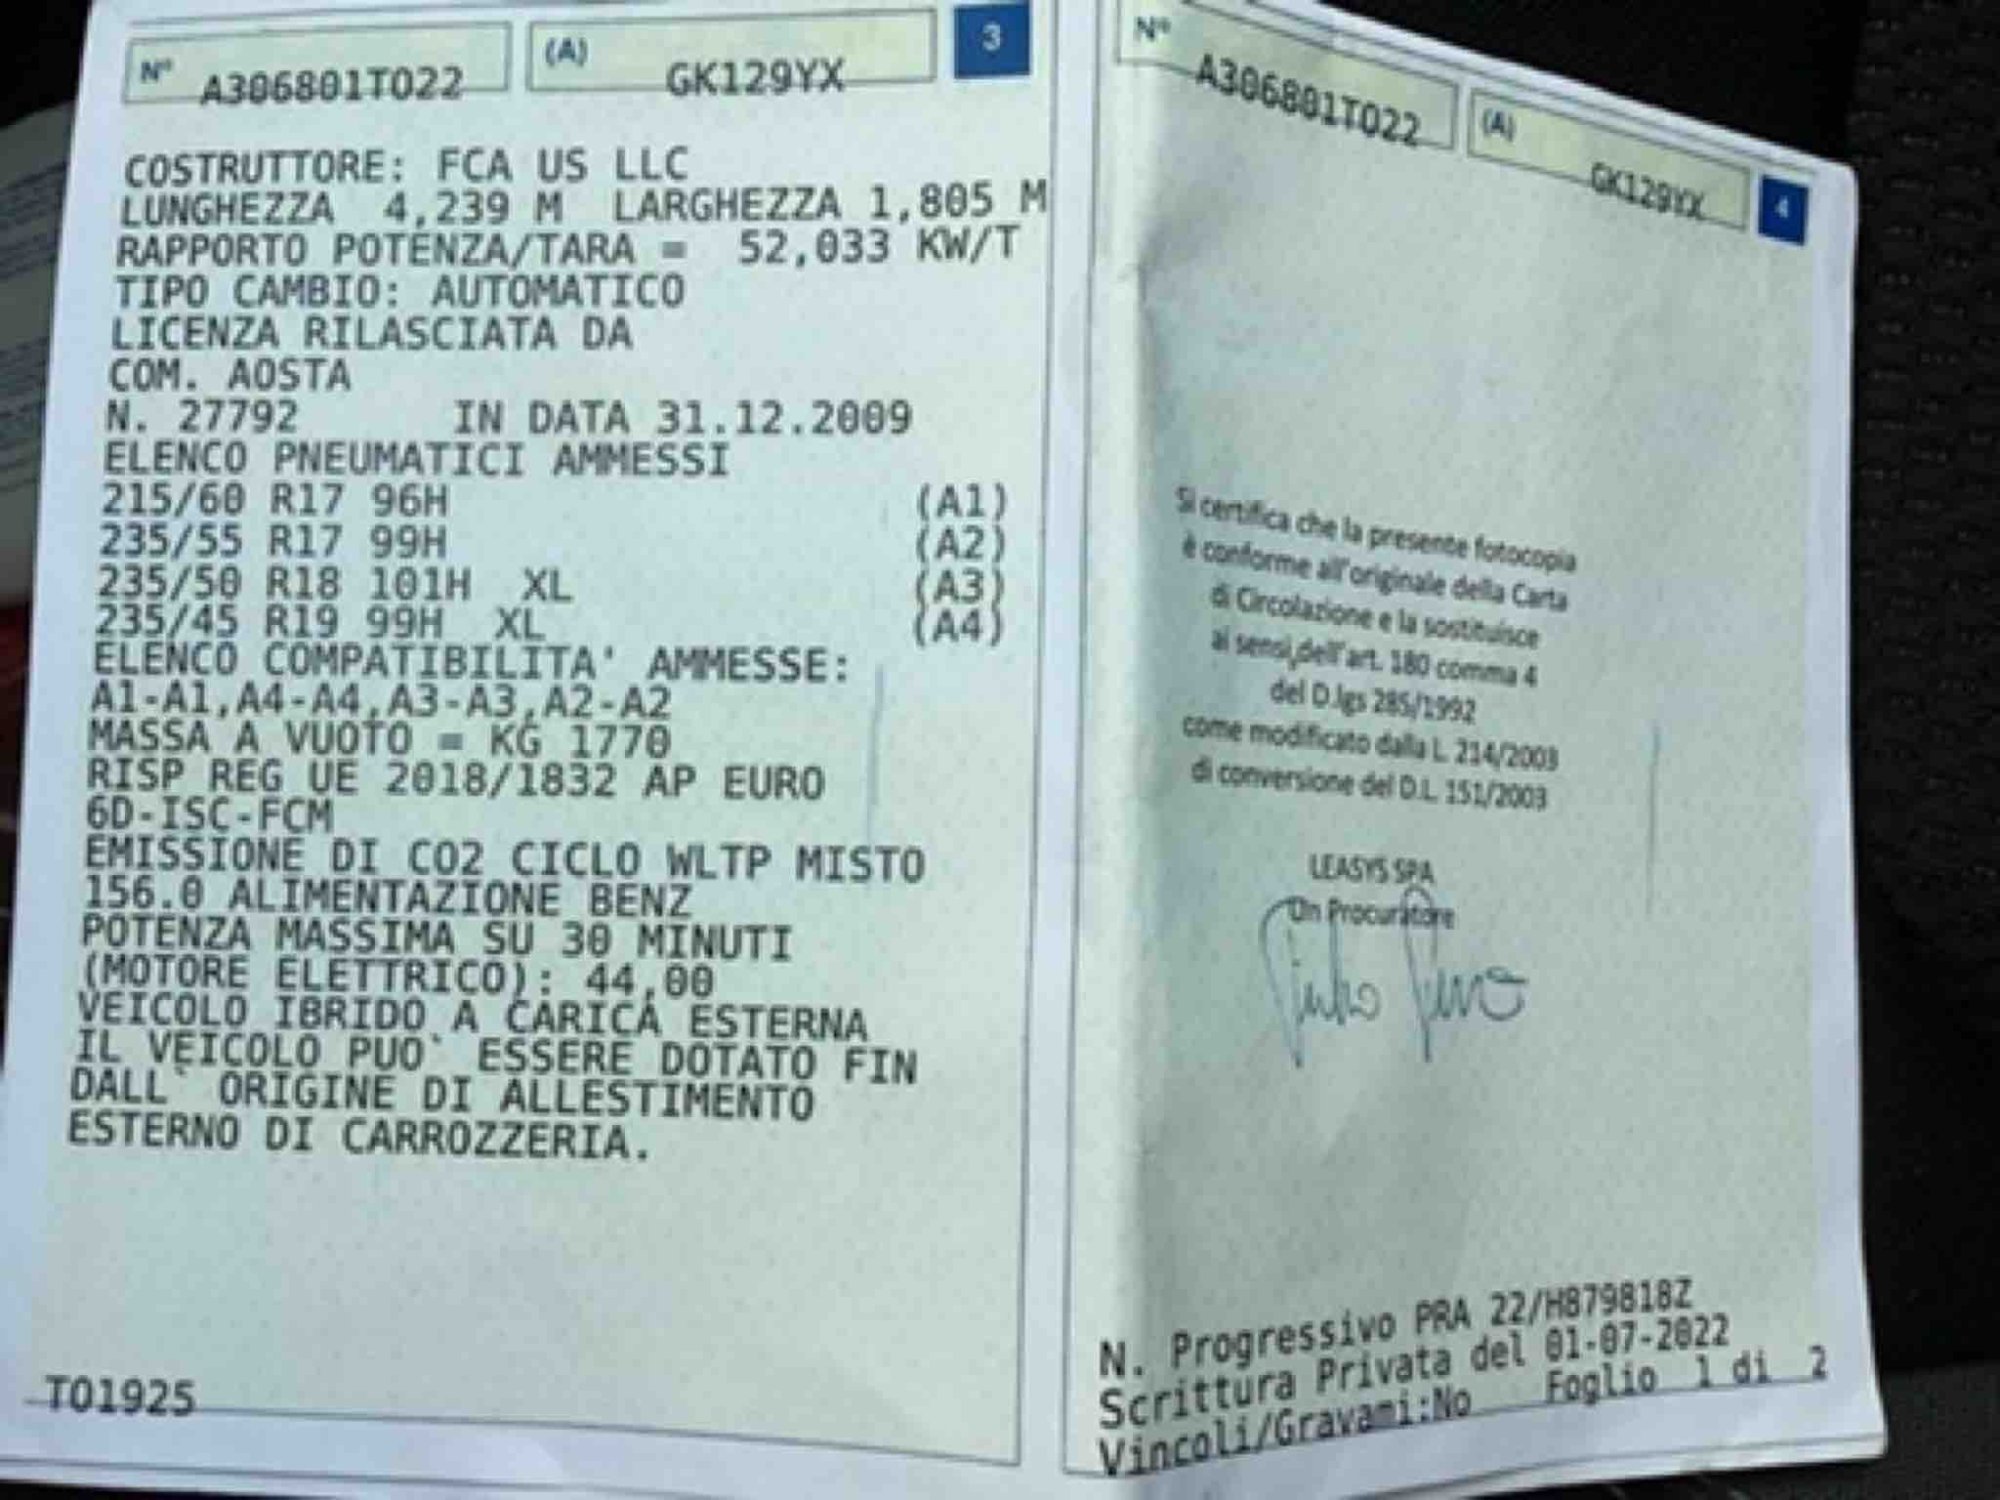 N° A306801TO22
(A) GK129YX
3
COSTRUTTORE: FCA US LLC
LUNGHEZZA 4,239 M LARGHEZZA 1,805 M
RAPPORTO POTENZA/TARA = 52,033 KW/T
TIPO CAMBIO: AUTOMATICO
LICENZA RILASCIATA DA
COM. AOSTA
N. 27792 IN DATA 31.12.2009
ELENCO PNEUMATICI AMMESSI
215/60 R17 96H (A1)
235/55 R17 99H (A2)
235/50 R18 101H XL (A3)
235/45 R19 99H XL (A4)
ELENCO COMPATIBILITA' AMMESSE:
A1-A1,A4-A4,A3-A3,A2-A2
MASSA A VUOTO = KG 1770
RISP REG UE 2018/1832 AP EURO
6D-ISC-FCM
EMISSIONE DI CO2 CICLO WLTP MISTO
156.0 ALIMENTAZIONE BENZ
POTENZA MASSIMA SU 30 MINUTI
(MOTORE ELETTRICO): 44,00
VEICOLO IBRIDO A CARICA ESTERNA
IL VEICOLO PUO` ESSERE DOTATO FIN
DALL` ORIGINE DI ALLESTIMENTO
ESTERNO DI CARROZZERIA.
TO1925
N° A306801TO22
(A) GK129YX
4
Si certifica che la presente fotocopia
è conforme all'originale della Carta
di Circolazione e la sostituisce
ai sensi dell'art. 180 comma 4
del D.lgs 285/1992
come modificato dalla L. 214/2003
di conversione del D.L. 151/2003
LEASYS SPA
Un Procuratore
N. Progressivo PRA 22/H879818Z
Scrittura Privata del 01-07-2022
Vincoli/Gravami:No Foglio 1 di 2